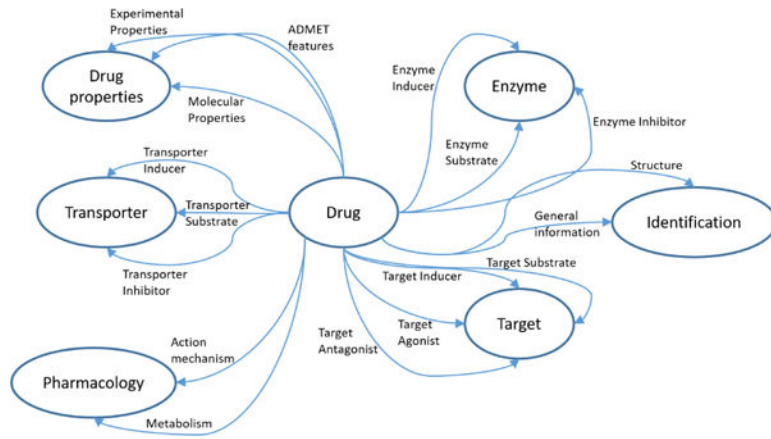 Experimental
Properties
ADMET
features
Drug
properties
Molecular
Properties
Enzyme
Inducer
Enzyme
Enzyme
Substrate
Enzyme Inhibitor
Structure
Transporter
Inducer
Transporter
Transporter
Substrate
Transporter
Inhibitor
Drug
General
information
Identification
Target Substrate
Target Inducer
Target
Target
Agonist
Target
Antagonist
Action
mechanism
Pharmacology
Metabolism